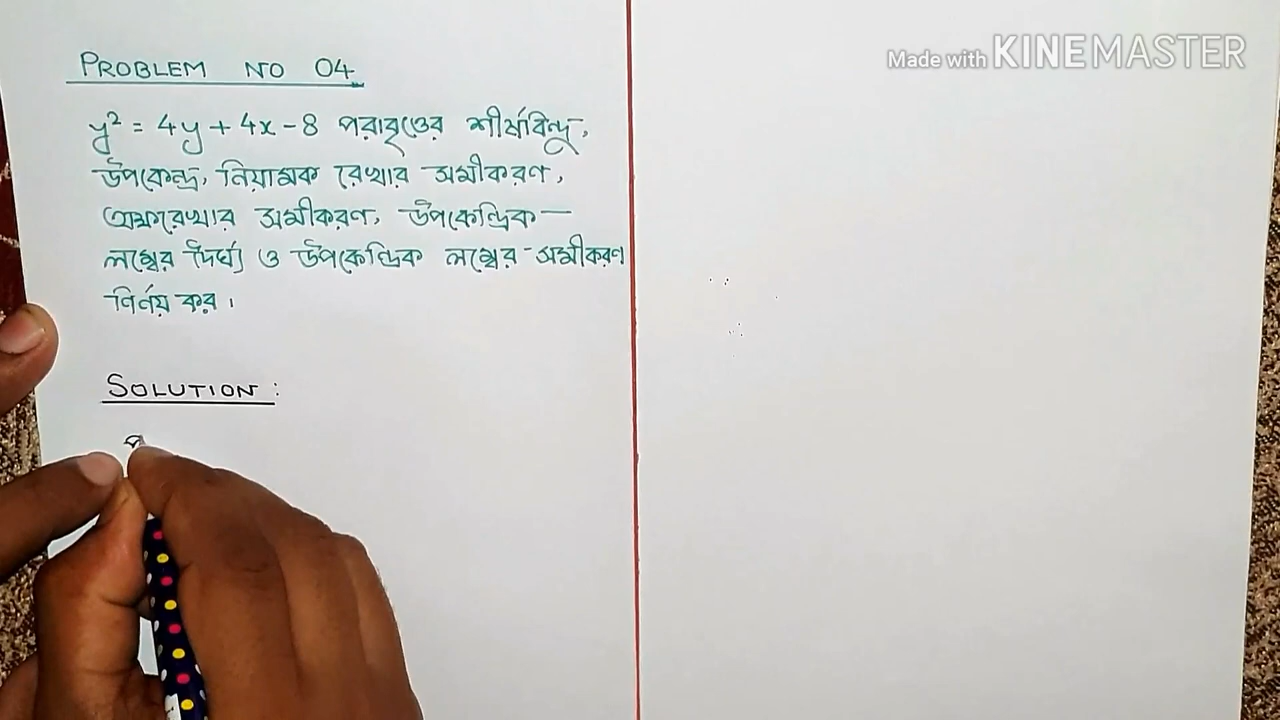 Made with KINEMASTER
PROBLEM NO 04
y² = 4y + 4x - 8 পরাবৃত্তের শীর্ষবিন্দু,
উপকেন্দ্র, নিয়ামক রেখার সমীকরণ,
অক্ষরেখার সমীকরণ, উপকেন্দ্রিক—
লম্বের দৈর্ঘ্য ও উপকেন্দ্রিক লম্বের সমীকরণ
নির্ণয় কর।
SOLUTION :